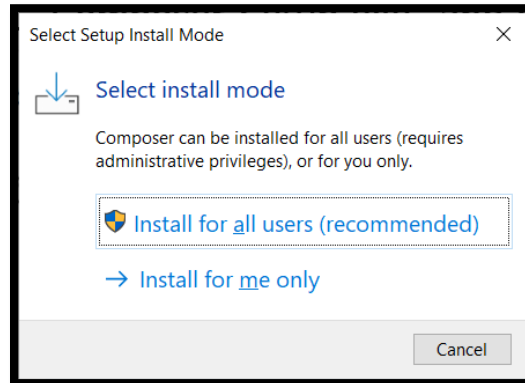 Select Setup Install Mode
Select install mode
Composer can be installed for all users (requires
administrative privileges), or for you only.
Install for all users (recommended)
Install for me only
Cancel